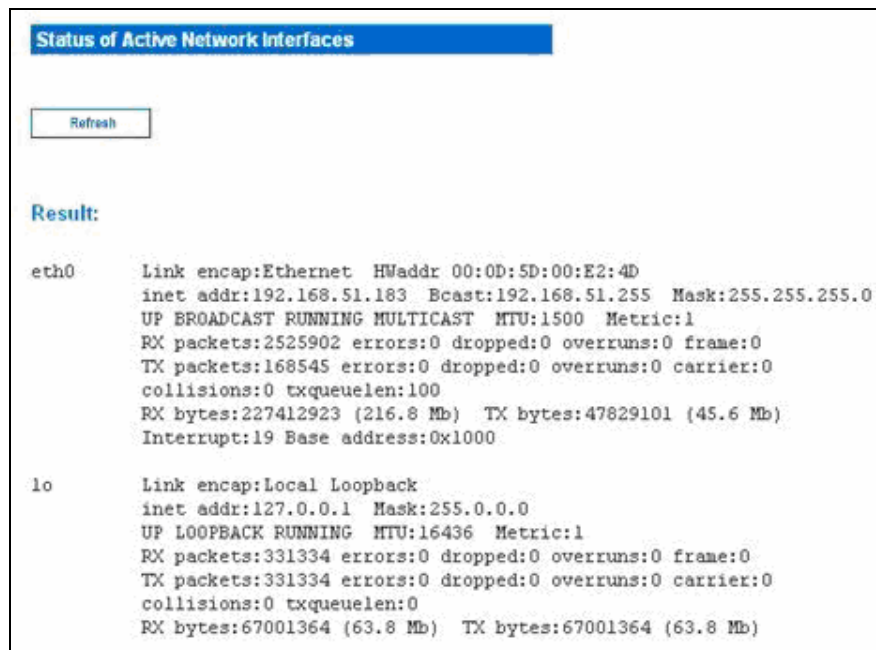 Status of Active Network Interfaces
Refresh
Result:
eth0 Link encap:Ethernet HWaddr 00:0D:5D:00:E2:4D
inet addr:192.168.51.183 Bcast:192.168.51.255 Mask:255.255.255.0
UP BROADCAST RUNNING MULTICAST MTU:1500 Metric:1
RX packets:2525902 errors:0 dropped:0 overruns:0 frame:0
TX packets:168545 errors:0 dropped:0 overruns:0 carrier:0
collisions:0 txqueuelen:100
RX bytes:227412923 (216.8 Mb) TX bytes:47829101 (45.6 Mb)
Interrupt:19 Base address:0x1000
lo Link encap:Local Loopback
inet addr:127.0.0.1 Mask:255.0.0.0
UP LOOPBACK RUNNING MTU:16436 Metric:1
RX packets:331334 errors:0 dropped:0 overruns:0 frame:0
TX packets:331334 errors:0 dropped:0 overruns:0 carrier:0
collisions:0 txqueuelen:0
RX bytes:67001364 (63.8 Mb) TX bytes:67001364 (63.8 Mb)